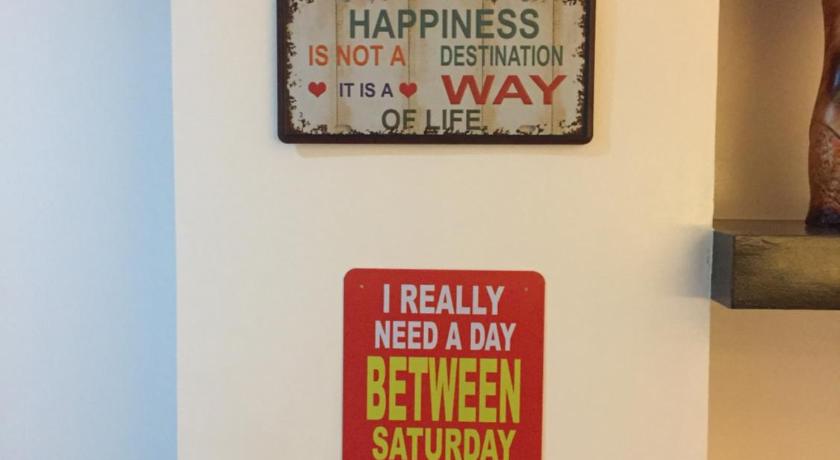 HAPPINESS
IS NOT A DESTINATION
IT IS A WAY
OF LIFE.
I REALLY
NEED A DAY
BETWEEN
SATURDAY